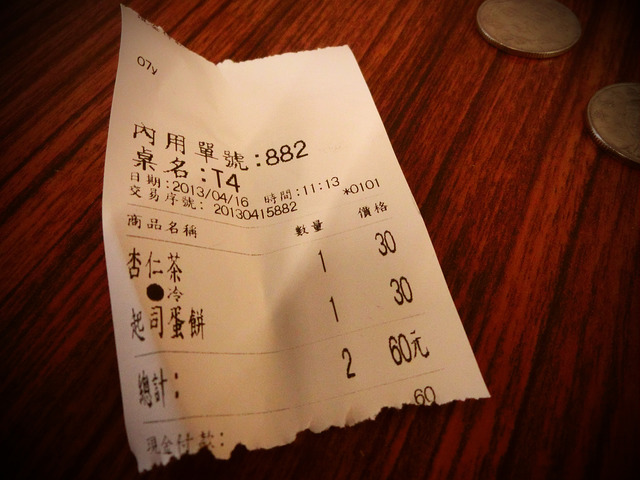 07y
內用單號:882
桌名:T4
日期:2013/04/16 時間:11:13
交易序號: 20130415882 *0101
商品名稱 數量 價格
杏仁茶 1 30
●冷
起司蛋餅 1 30
總計: 2 60元
現金付款: 60